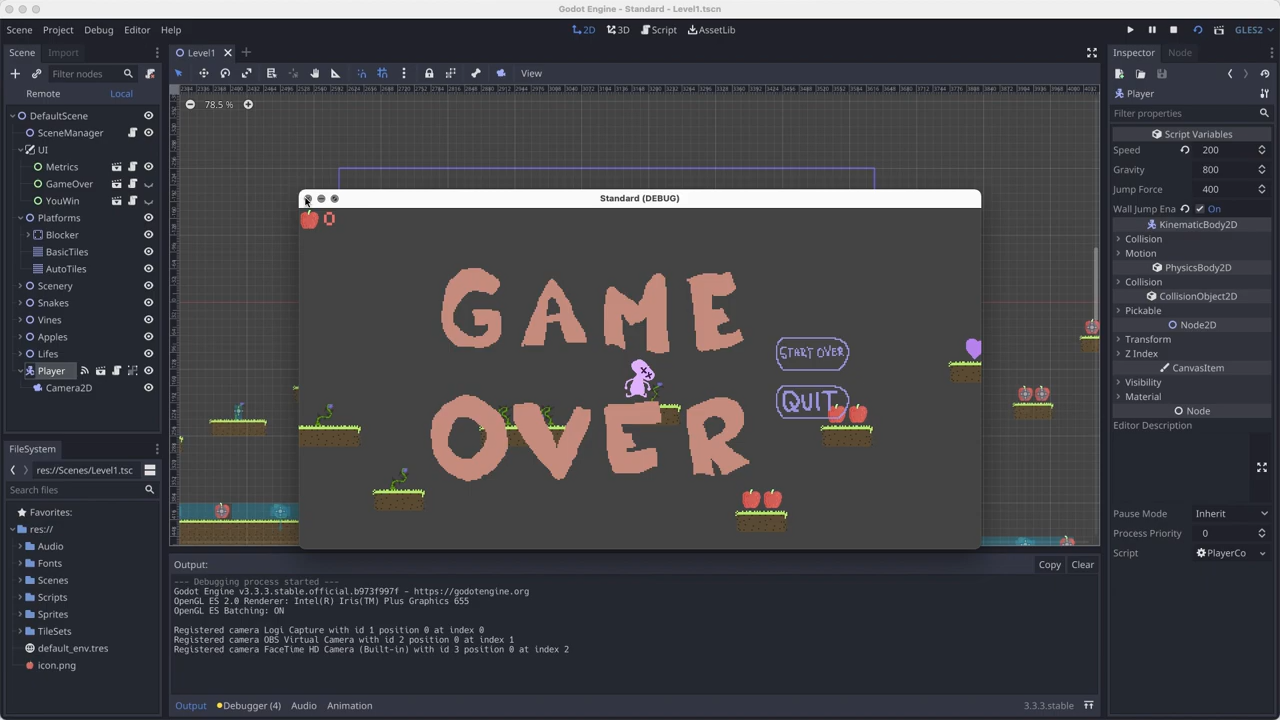 Godot Engine - Standard - Level1.tscn
Scene Project Debug Editor Help
2D 3D Script AssetLib
GLES2
Scene Import
Level1
Inspector Node
Filter nodes
View
Remote Local
78.5 %
Player
Filter properties
DefaultScene
SceneManager
UI
Metrics
GameOver
YouWin
Platforms
Blocker
BasicTiles
AutoTiles
Scenery
Snakes
Vines
Apples
Lifes
Player
Camera2D
Standard (DEBUG)
0
GAME
OVER
START OVER
QUIT
Script Variables
Speed 200
Gravity 800
Jump Force 400
Wall Jump Ena On
KinematicBody2D
Collision
Motion
PhysicsBody2D
Collision
CollisionObject2D
Pickable
Node2D
Transform
Z Index
CanvasItem
Visibility
Material
Node
Editor Description
Pause Mode Inherit
Process Priority 0
Script PlayerCo
FileSystem
res://Scenes/Level1.tsc
Search files
Favorites:
res://
Audio
Fonts
Scenes
Scripts
Sprites
TileSets
default_env.tres
icon.png
Output:
Copy Clear
--- Debugging process started ---
Godot Engine v3.3.3.stable.official.b973f997f - https://godotengine.org
OpenGL ES 2.0 Renderer: Intel(R) Iris(TM) Plus Graphics 655
OpenGL ES Batching: ON
Registered camera Logi Capture with id 1 position 0 at index 0
Registered camera OBS Virtual Camera with id 2 position 0 at index 1
Registered camera FaceTime HD Camera (Built-in) with id 3 position 0 at index 2
Output Debugger (4) Audio Animation
3.3.3.stable